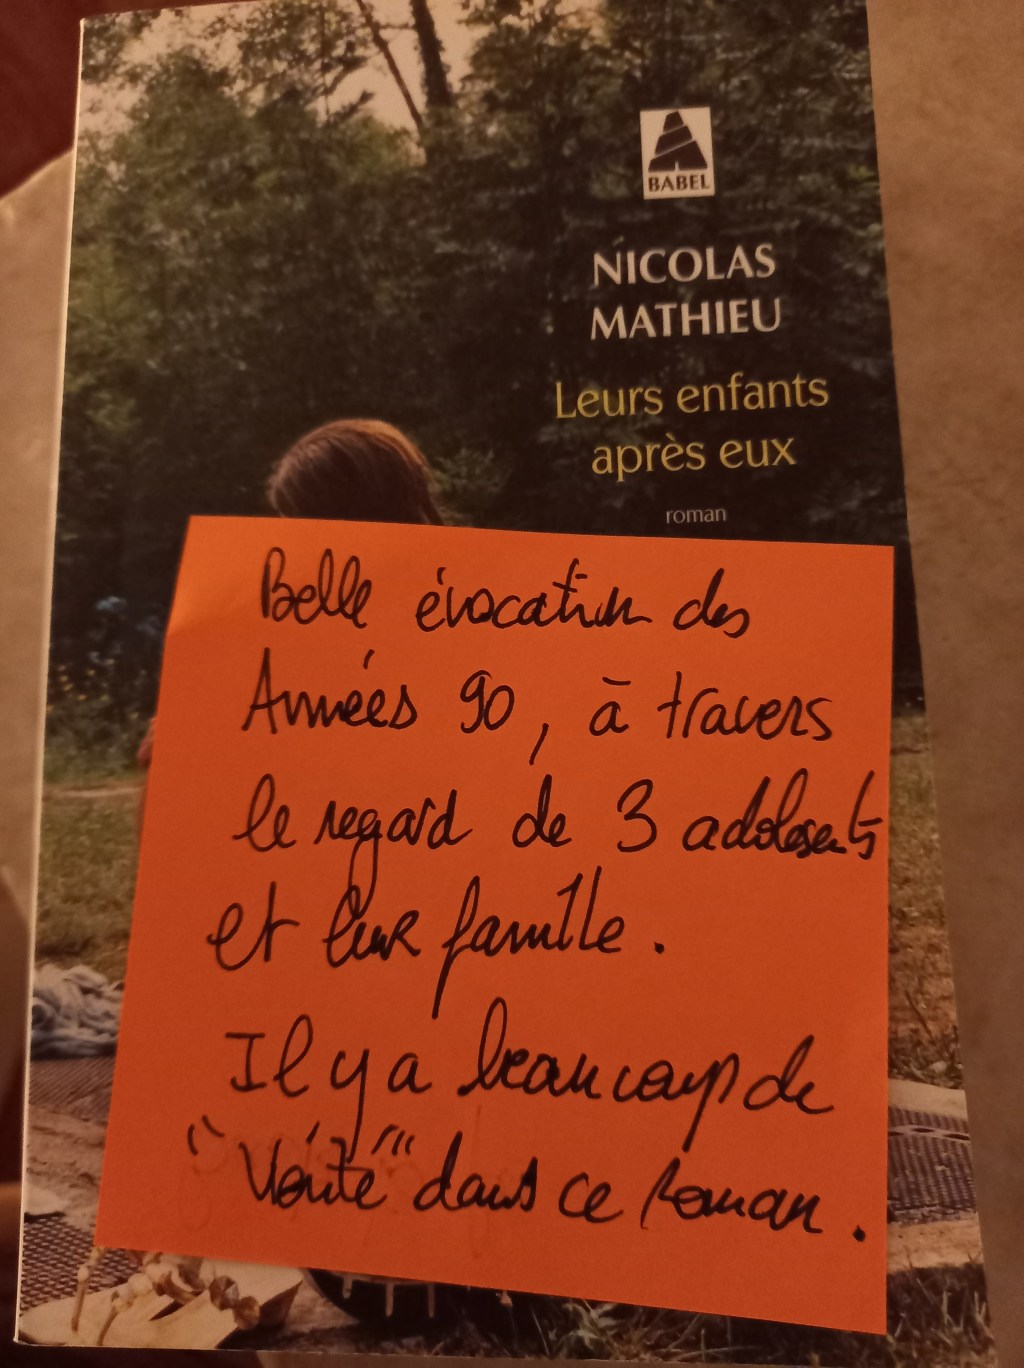 BABEL
NICOLAS
MATHIEU
Leurs enfants
après eux
roman
Belle évocation des
Années 90, à travers
le regard de 3 adolescents
et leur famille.
Il y a beaucoup de
"Vérité" dans ce roman.